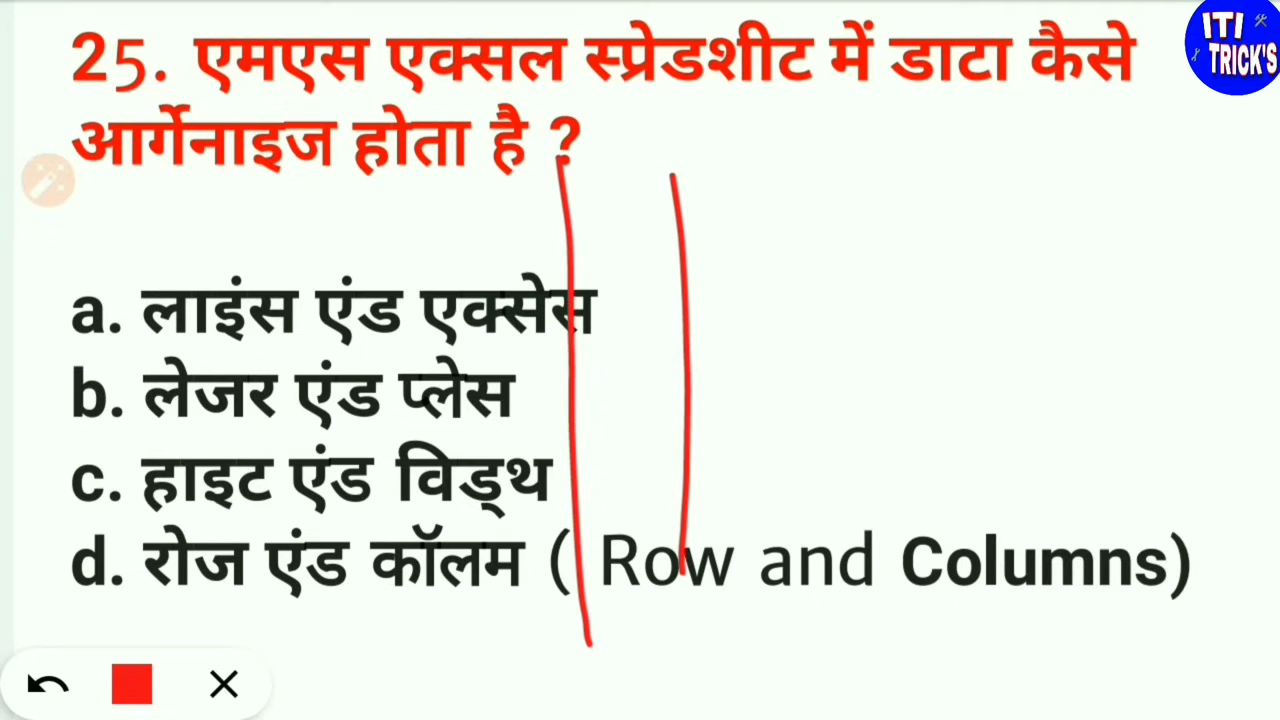 25. एमएस एक्सल स्प्रेडशीट में डाटा कैसे
आर्गेनाइज होता है ?
ITI
TRICK'S
a. लाइंस एंड एक्सेस
b. लेजर एंड प्लेस
c. हाइट एंड विड्थ
d. रोज एंड कॉलम ( Row and Columns)